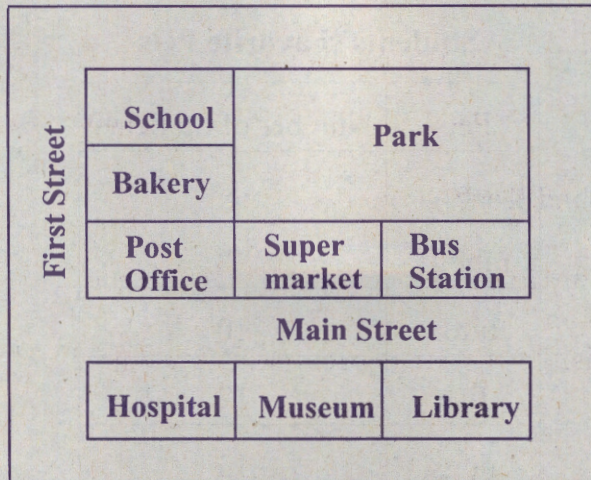 School
Park
First Street
Bakery
Post
Office
Super
market
Bus
Station
Main Street
Hospital
Museum
Library